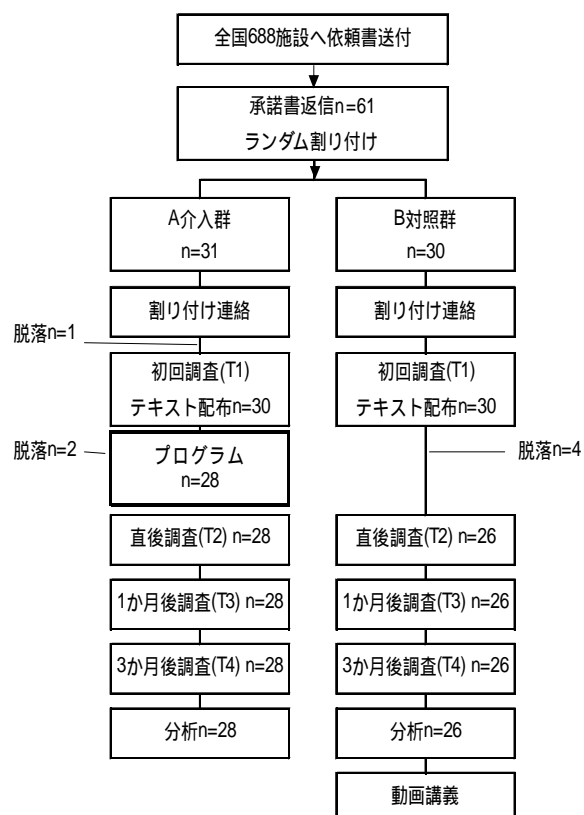 全国688施設へ依頼書送付
承諾書返信n=61
ランダム割り付け
A介入群
n=31
B対照群
n=30
割り付け連絡
割り付け連絡
脱落n=1
初回調査(T1)
テキスト配布n=30
初回調査(T1)
テキスト配布n=30
脱落n=2
プログラム
n=28
脱落n=4
直後調査(T2) n=28
直後調査(T2) n=26
1か月後調査(T3) n=28
1か月後調査(T3) n=26
3か月後調査(T4) n=28
3か月後調査(T4) n=26
分析n=28
分析n=26
動画講義